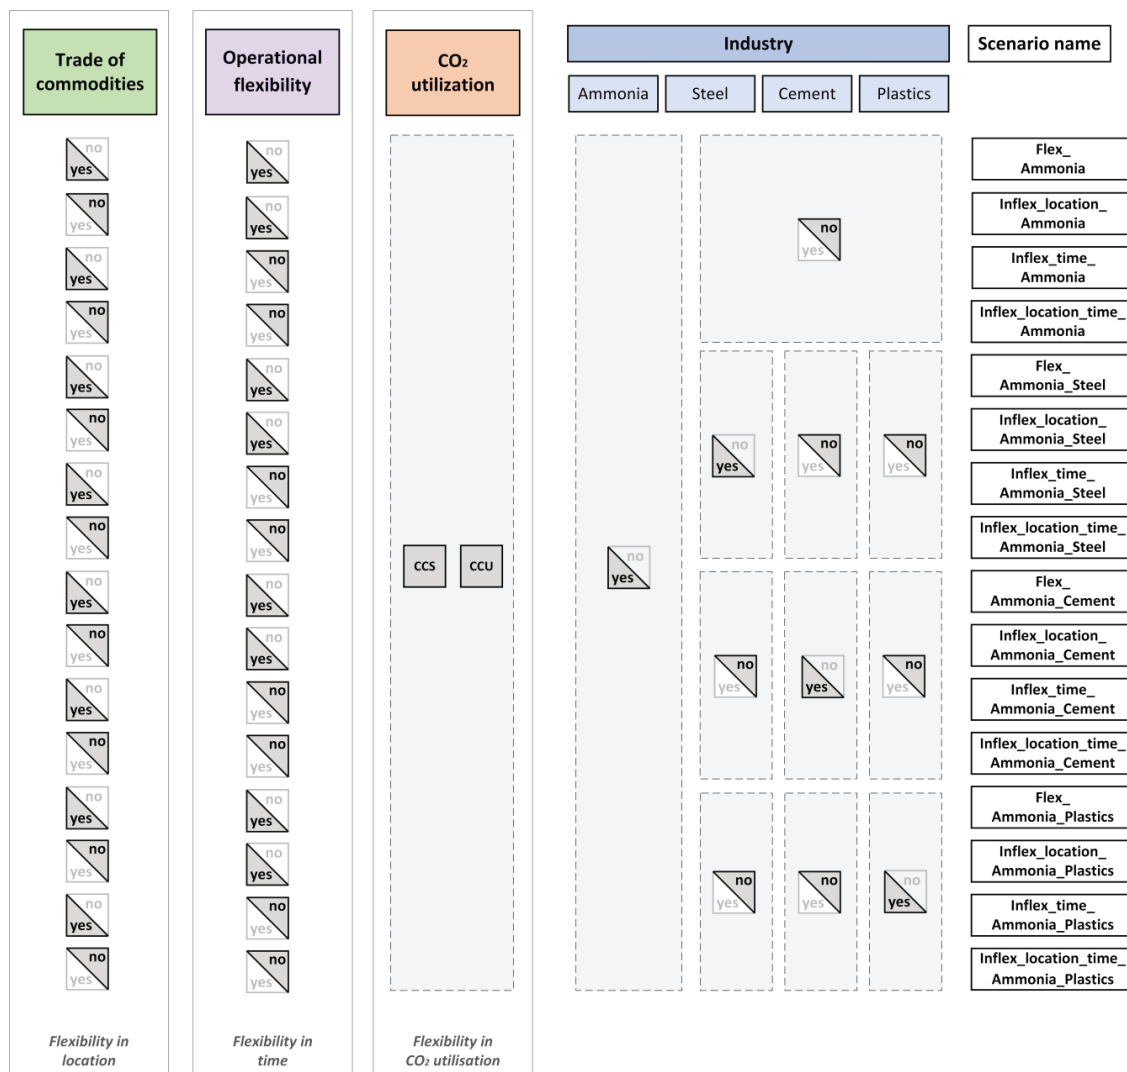 Trade of
commodities
Operational
flexibility
CO₂
utilization
Industry
Scenario name
Ammonia
Steel
Cement
Plastics
no
yes
no
yes
Flex_
Ammonia
no
yes
no
yes
Inflex_location_
Ammonia
no
yes
no
yes
no
yes
Inflex_time_
Ammonia
no
yes
no
yes
Inflex_location_time_
Ammonia
no
yes
no
yes
Flex_
Ammonia_Steel
no
yes
no
yes
Inflex_location_
Ammonia_Steel
no
yes
no
yes
no
yes
no
yes
no
yes
Inflex_time_
Ammonia_Steel
no
yes
no
yes
Inflex_location_time_
Ammonia_Steel
CCS
CCU
no
yes
no
yes
no
yes
Flex_
Ammonia_Cement
no
yes
no
yes
Inflex_location_
Ammonia_Cement
no
yes
no
yes
no
yes
no
yes
no
yes
Inflex_time_
Ammonia_Cement
no
yes
no
yes
Inflex_location_time_
Ammonia_Cement
no
yes
no
yes
Flex_
Ammonia_Plastics
no
yes
no
yes
Inflex_location_
Ammonia_Plastics
no
yes
no
yes
no
yes
no
yes
no
yes
Inflex_time_
Ammonia_Plastics
no
yes
no
yes
Inflex_location_time_
Ammonia_Plastics
Flexibility in
location
Flexibility in
time
Flexibility in
CO₂ utilisation